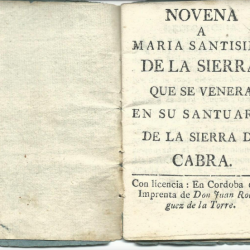 NOVENA
A
MARIA SANTISI
DE LA SIERRA
QUE SE VENERA
EN SU SANTUAR
DE LA SIERRA D
CABRA.
Con licencia: En Cordoba
Imprenta de Don Juan Ro
guez de la Torre.